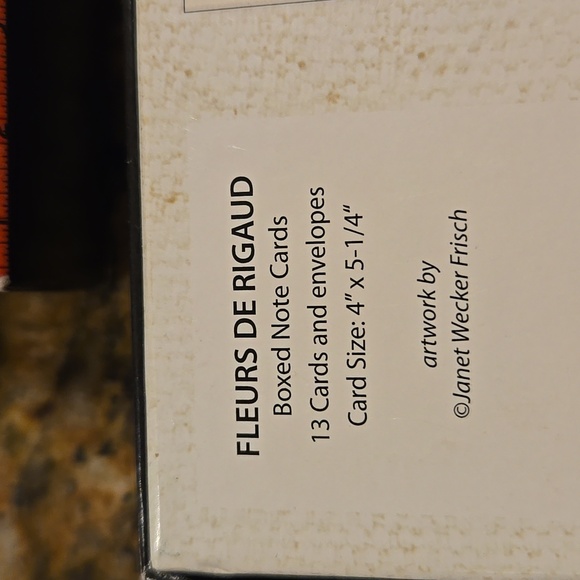 FLEURS DE RIGAUD
Boxed Note Cards
13 Cards and envelopes
Card Size: 4” x 5-1/4“
artwork by
©Janet Wecker Frisch